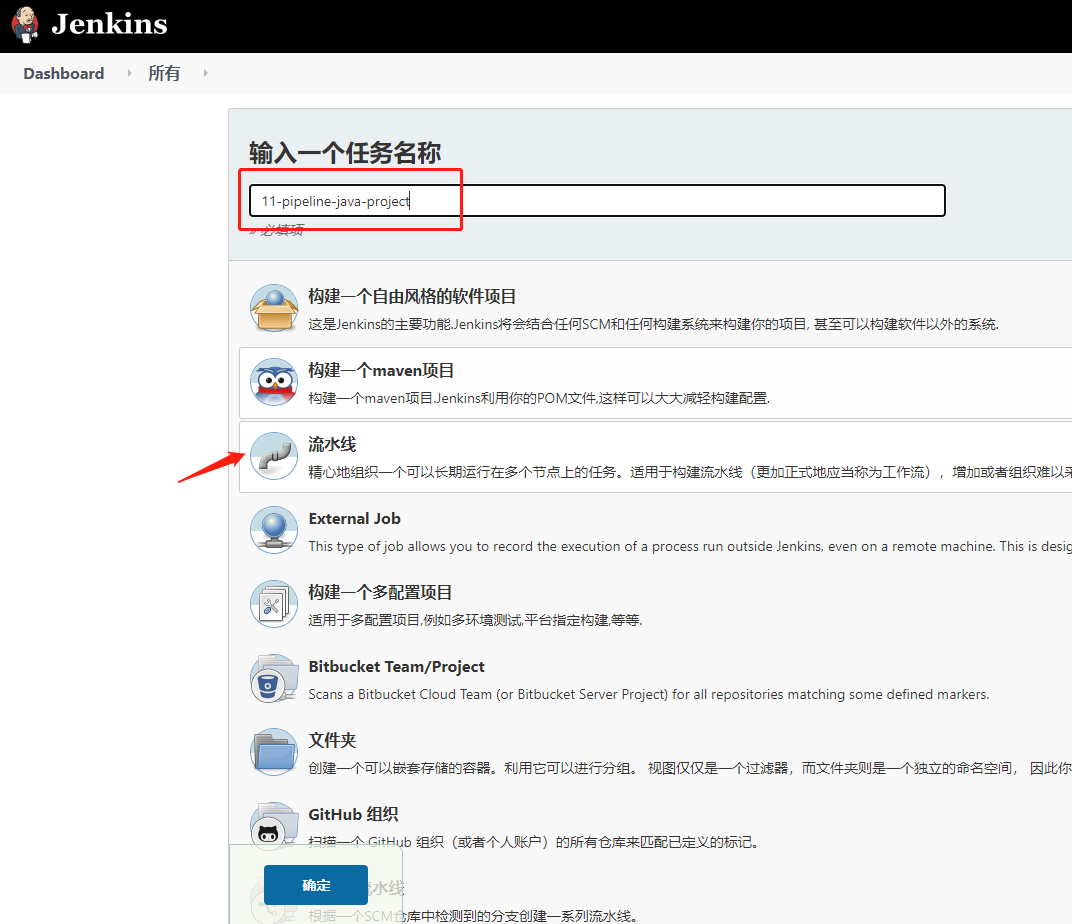 Jenkins
Dashboard 所有
输入一个任务名称
11-pipeline-java-project
» 必填项
构建一个自由风格的软件项目
这是Jenkins的主要功能.Jenkins将会结合任何SCM和任何构建系统来构建你的项目, 甚至可以构建软件以外的系统.
构建一个maven项目
构建一个maven项目.Jenkins利用你的POM文件,这样可以大大减轻构建配置.
流水线
精心地组织一个可以长期运行在多个节点上的任务。适用于构建流水线（更加正式地应当称为工作流），增加或者组织难以采
External Job
This type of job allows you to record the execution of a process run outside Jenkins, even on a remote machine. This is desig
构建一个多配置项目
适用于多配置项目,例如多环境测试,平台指定构建,等等.
Bitbucket Team/Project
Scans a Bitbucket Cloud Team (or Bitbucket Server Project) for all repositories matching some defined markers.
文件夹
创建一个可以嵌套存储的容器。利用它可以进行分组。 视图仅仅是一个过滤器，而文件夹则是一个独立的命名空间， 因此你
GitHub 组织
扫描一个 GitHub 组织（或者个人账户）的所有仓库来匹配已定义的标记。
确定
流水线
根据一个SCM仓库中检测到的分支创建一系列流水线。